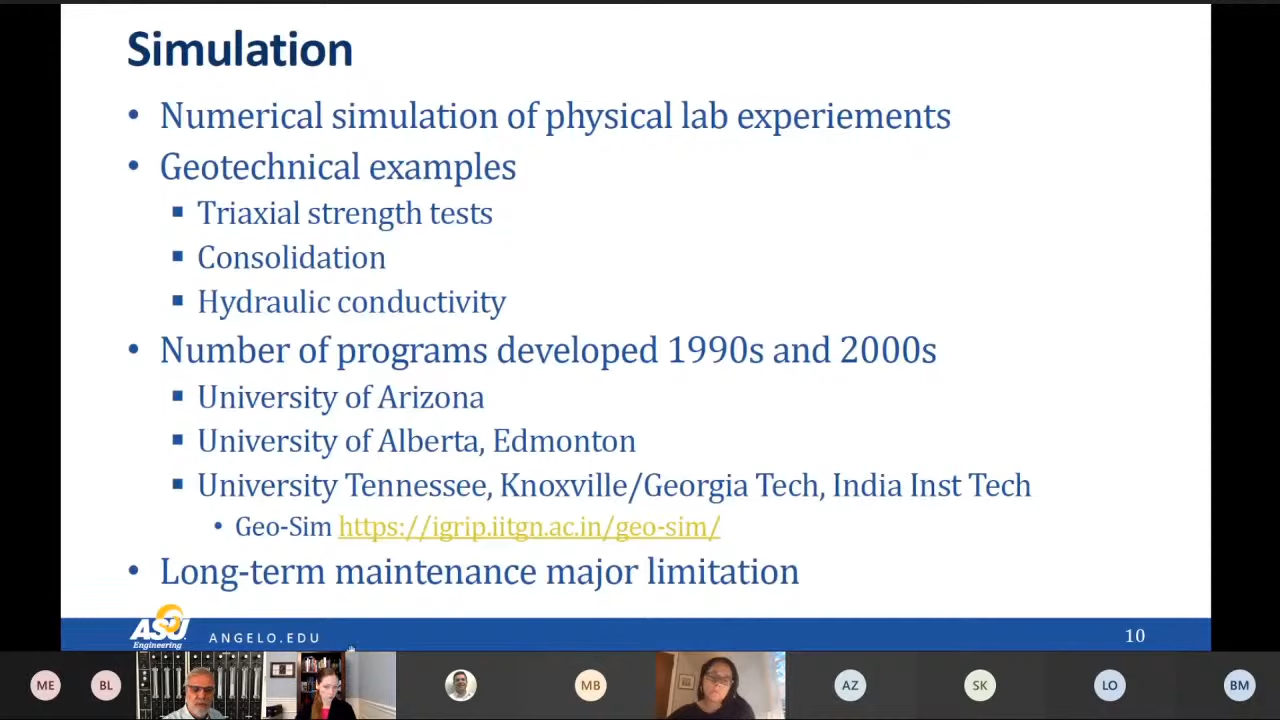 Simulation
• Numerical simulation of physical lab experiements
• Geotechnical examples
▪ Triaxial strength tests
▪ Consolidation
▪ Hydraulic conductivity
• Number of programs developed 1990s and 2000s
▪ University of Arizona
▪ University of Alberta, Edmonton
▪ University Tennessee, Knoxville/Georgia Tech, India Inst Tech
• Geo-Sim https://igrip.iitgn.ac.in/geo-sim/
• Long-term maintenance major limitation
ASU
Engineering
ANGELO.EDU
10
ME
BL
MB
AZ
SK
LO
BM